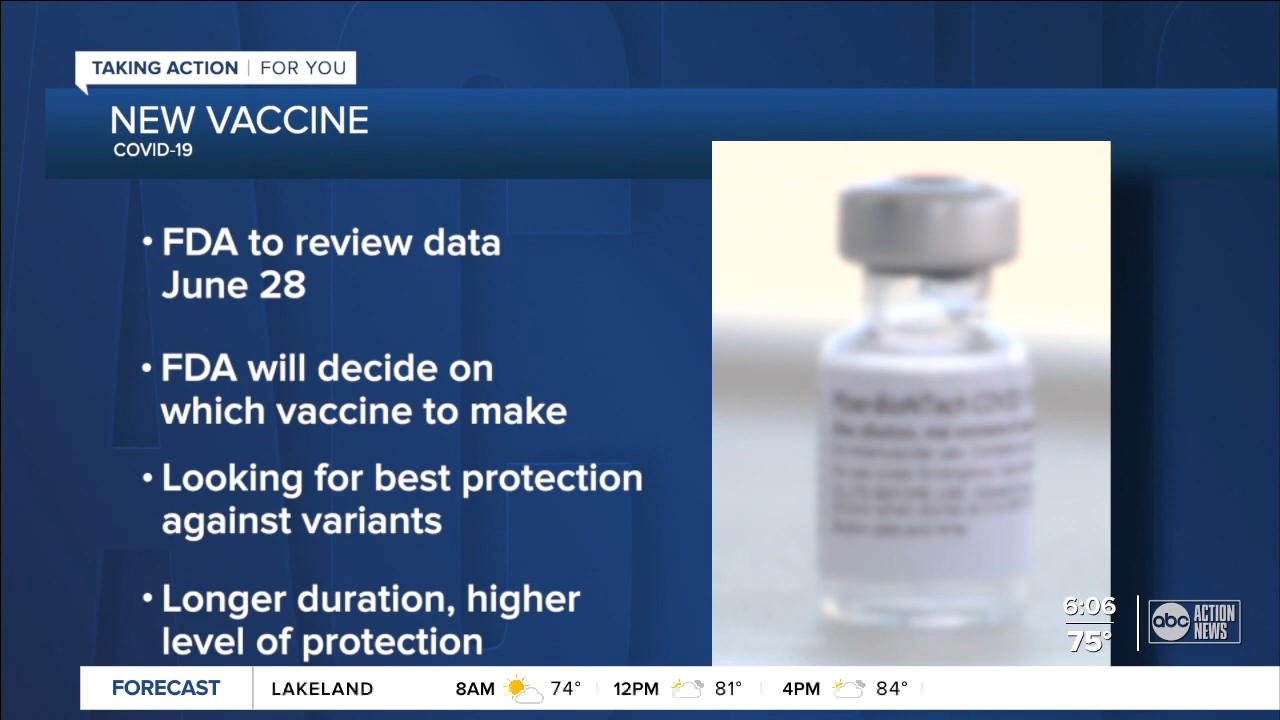 TAKING ACTION | FOR YOU
NEW VACCINE
COVID-19
• FDA to review data
June 28
• FDA will decide on
which vaccine to make
• Looking for best protection
against variants
• Longer duration, higher
level of protection
6:06
75°
abc ACTION
NEWS
FORECAST LAKELAND 8AM 74° 12PM 81° 4PM 84°